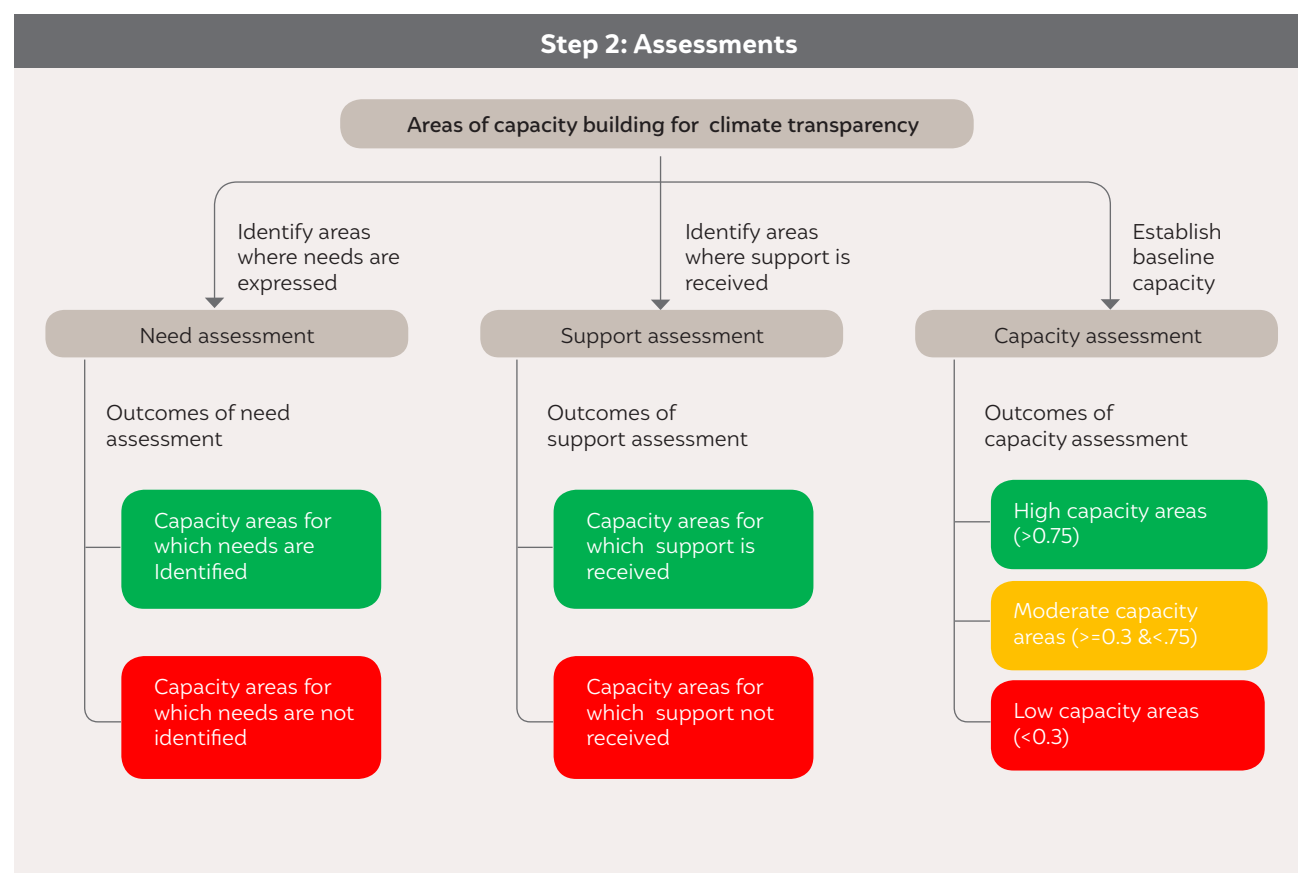 Step 2: Assessments
Areas of capacity building for climate transparency
Identify areas
where needs are
expressed
Identify areas
where support is
received
Establish
baseline
capacity
Need assessment
Support assessment
Capacity assessment
Outcomes of need
assessment
Outcomes of
support assessment
Outcomes of
capacity assessment
Capacity areas for
which needs are
Identified
Capacity areas for
which support is
received
High capacity areas
(>0.75)
Moderate capacity
areas (>=0.3 &<.75)
Capacity areas for
which needs are not
identified
Capacity areas for
which support not
received
Low capacity areas
(<0.3)